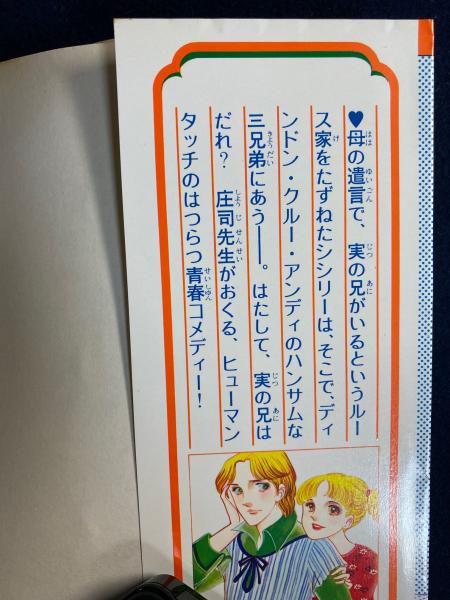 ♥母の遺言で、実の兄がいるというルー
ス家をたずねたシシリーは、そこで、ディ
ンドン・クルー・アンディのハンサムな
三兄弟にあう――。はたして、実の兄は
だれ？　庄司先生がおくる、ヒューマン
タッチのはつらつ青春コメディー！